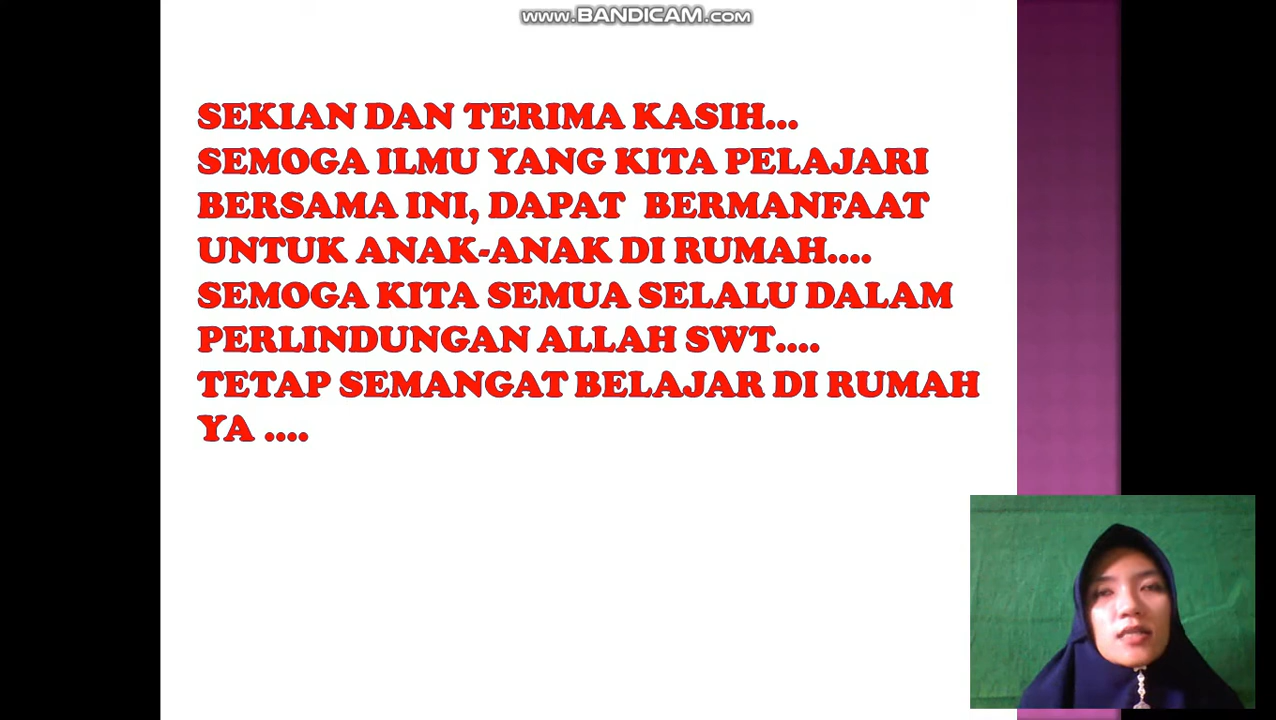 www.BANDICAM.com
SEKIAN DAN TERIMA KASIH...
SEMOGA ILMU YANG KITA PELAJARI
BERSAMA INI, DAPAT BERMANFAAT
UNTUK ANAK-ANAK DI RUMAH....
SEMOGA KITA SEMUA SELALU DALAM
PERLINDUNGAN ALLAH SWT....
TETAP SEMANGAT BELAJAR DI RUMAH
YA ....